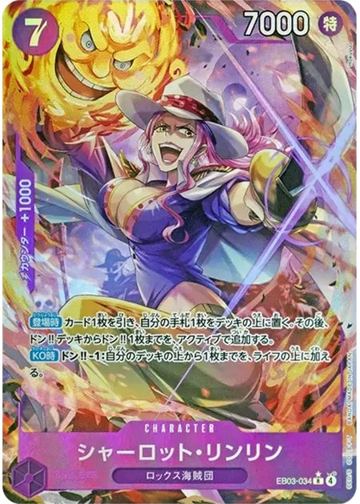 7
7000
特
カウンター +1000
登場時 カード1枚を引き、自分の手札1枚をデッキの上に置く。その後、
ドン!!デッキからドン!!1枚までを、アクティブで追加する。
KO時 ドン!!-1:自分のデッキの上から1枚までを、ライフの上に加え
る。
CHARACTER
シャーロット・リンリン
ロックス海賊団
EB03-034 R 4